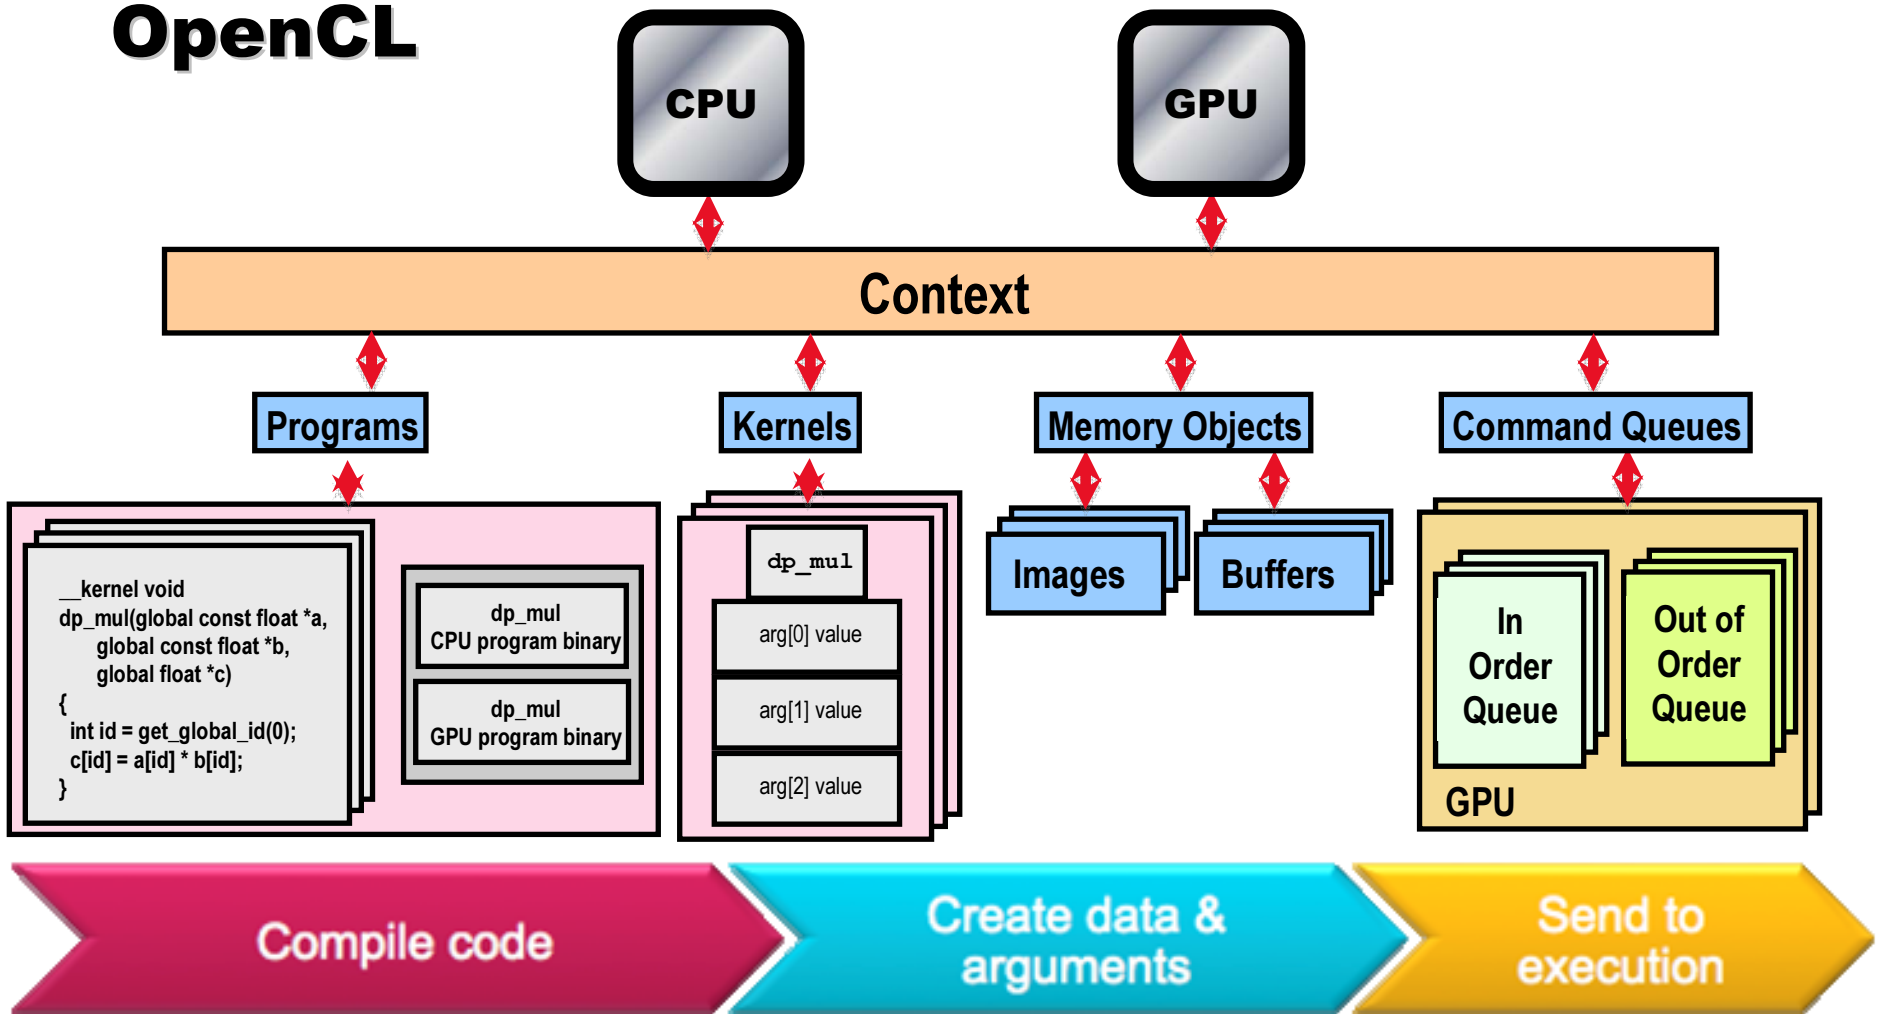 OpenCL
CPU
GPU
Context
Programs
Kernels
Memory Objects
Command Queues
__kernel void
dp_mul(global const float *a,
global const float *b,
global float *c)
{
int id = get_global_id(0);
c[id] = a[id] * b[id];
}
dp_mul
CPU program binary
dp_mul
GPU program binary
dp_mul
arg[0] value
arg[1] value
arg[2] value
Images
Buffers
In
Order
Queue
Out of
Order
Queue
GPU
Compile code
Create data &
arguments
Send to
execution